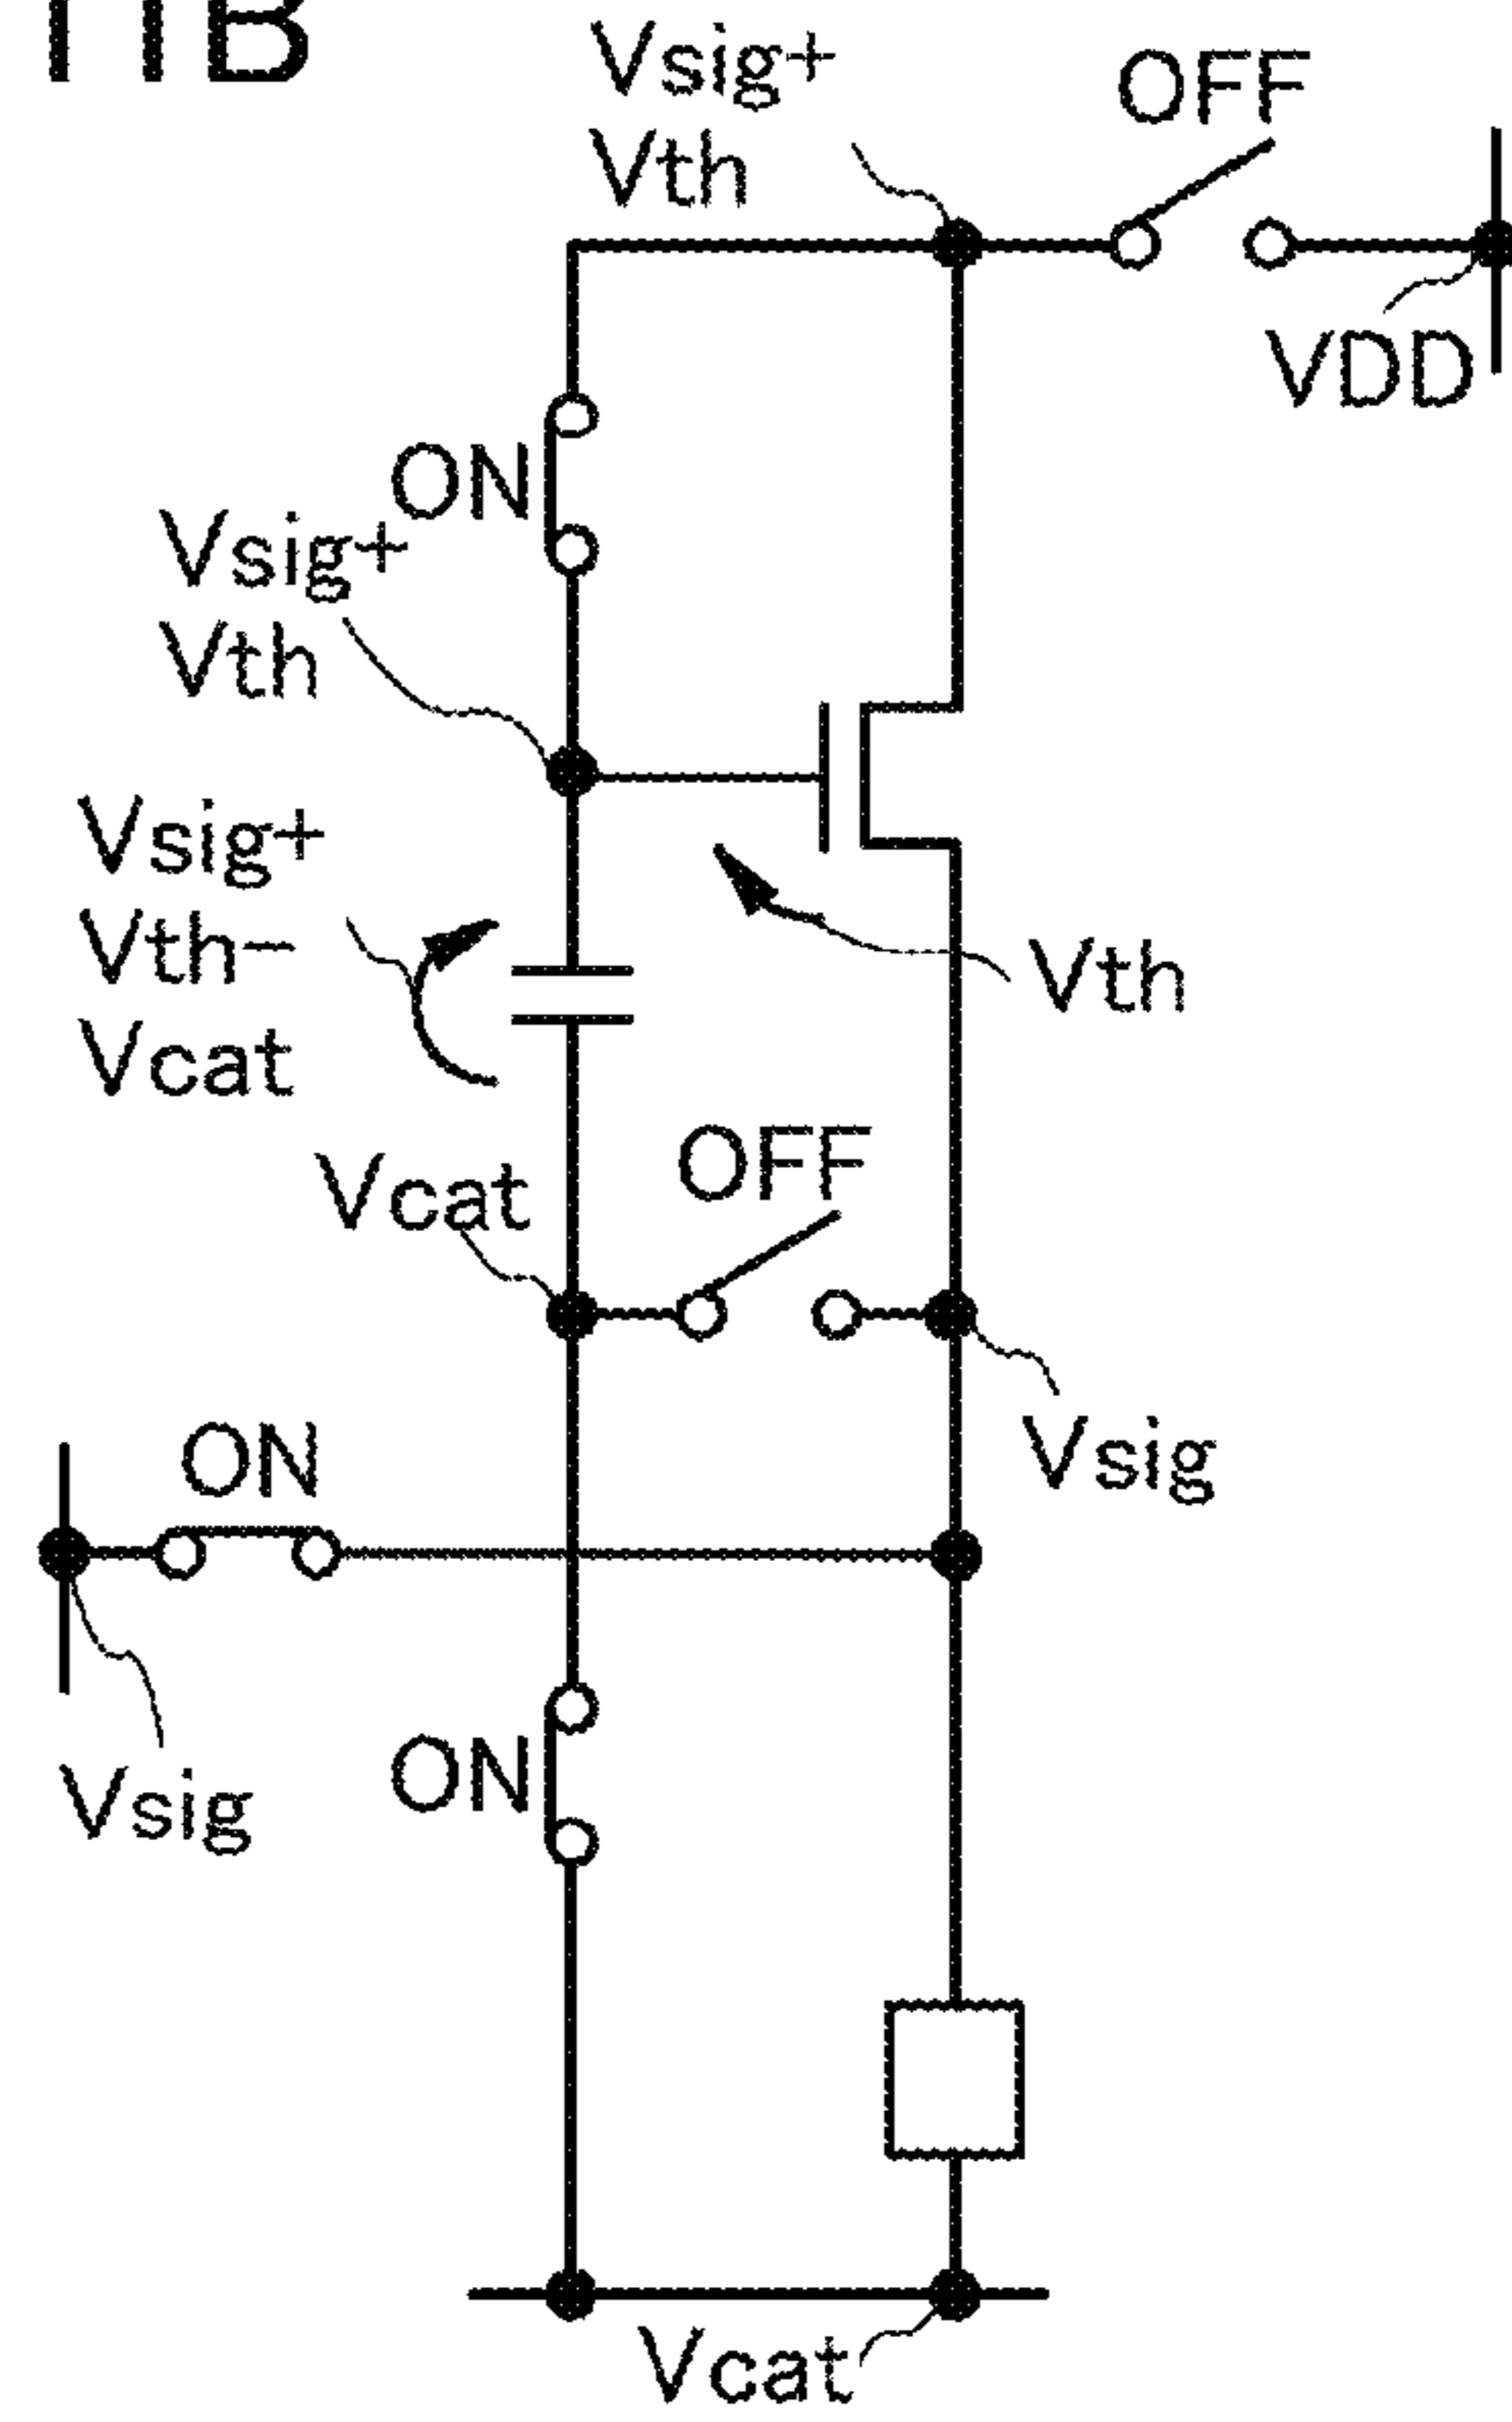 11B
Vsig+
Vth
OFF
VDD
ON
Vsig+
Vth
Vsig+
Vth−
Vcat
Vth
OFF
Vcat
Vsig
ON
Vsig
ON
Vcat